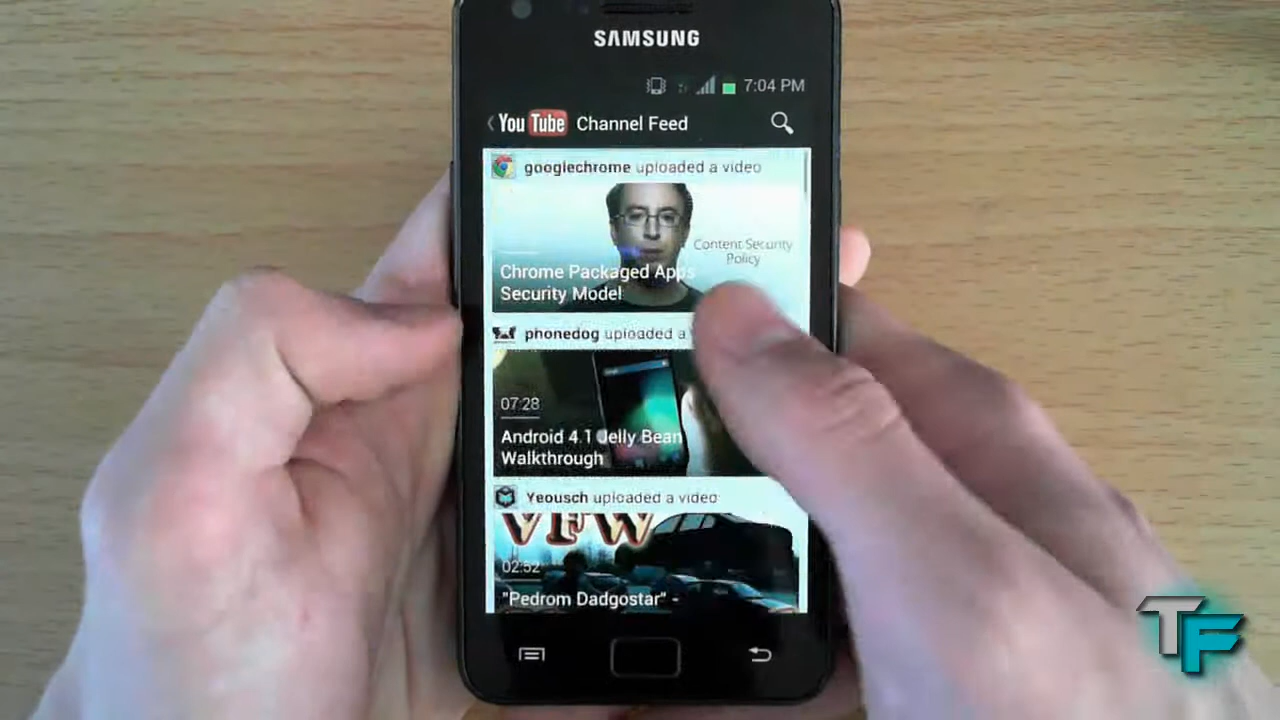 SAMSUNG
7:04 PM
YouTube Channel Feed
googlechrome uploaded a video
Content Security
Policy
Chrome Packaged Apps
Security Model
phonedog uploaded a
07:28
Android 4.1 Jelly Bean
Walkthrough
Yeousch uploaded a video
VFW
02:52
"Pedrom Dadgostar" -
TF